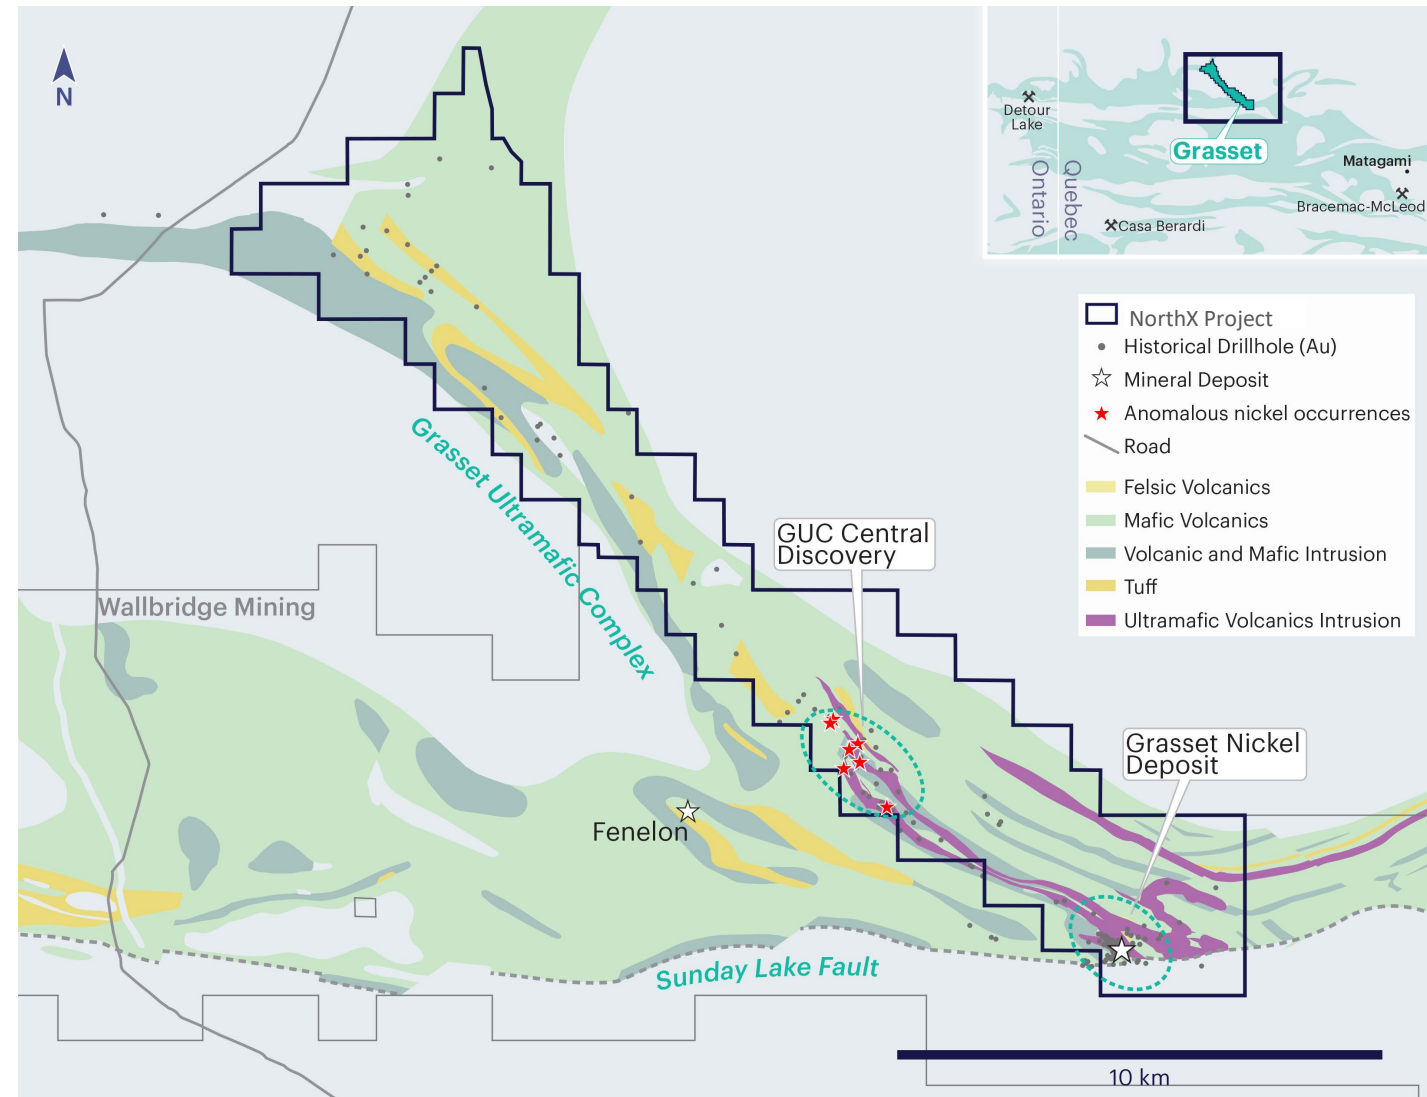 N
Detour
Lake
Ontario
Quebec
Grasset
Matagami
Bracemac-McLeod
Casa Berardi
NorthX Project
Historical Drillhole (Au)
Mineral Deposit
Anomalous nickel occurrences
Road
Felsic Volcanics
Mafic Volcanics
Volcanic and Mafic Intrusion
Tuff
Ultramafic Volcanics Intrusion
Grasset Ultramafic Complex
GUC Central
Discovery
Wallbridge Mining
Grasset Nickel
Deposit
Fenelon
Sunday Lake Fault
10 km